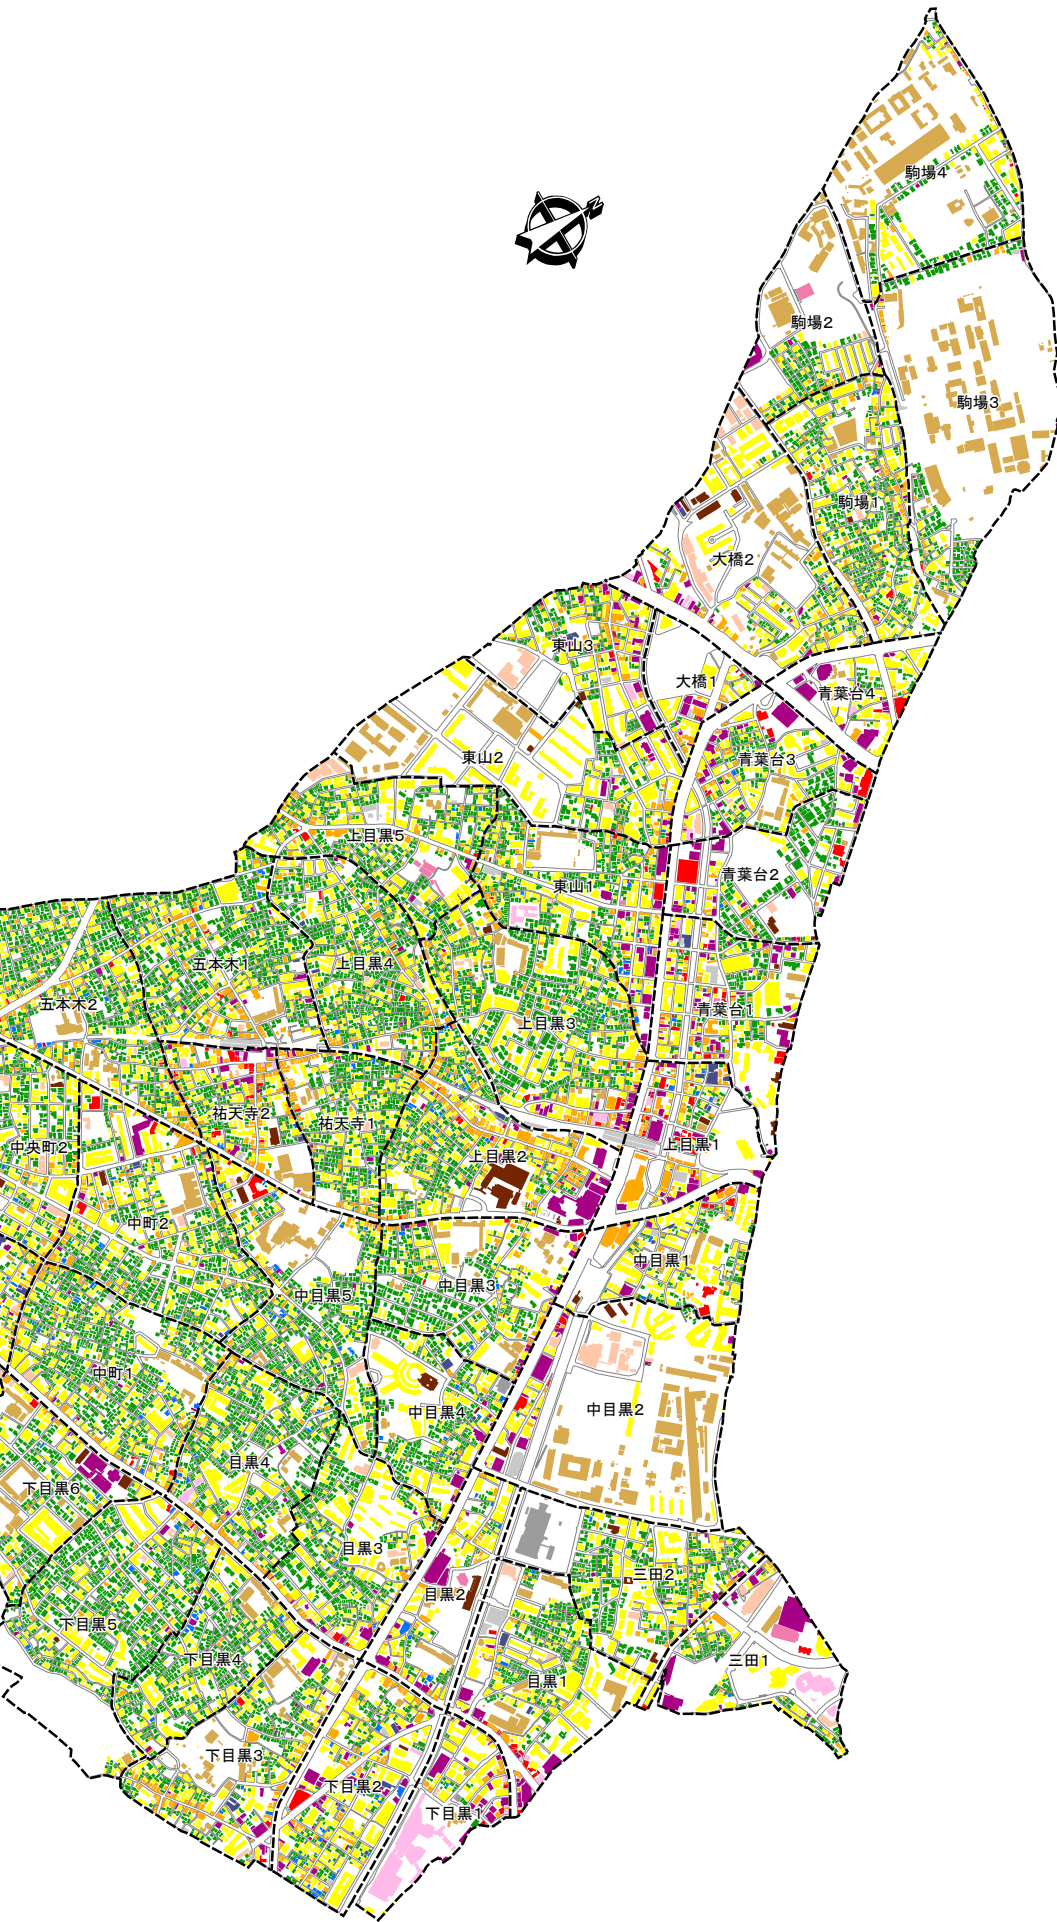 N
駒場4
駒場2
駒場3
駒場1
大橋2
東山3
大橋1
青葉台4
東山2
青葉台3
上目黒5
青葉台2
東山1
五本木1
上目黒4
五本木2
青葉台1
上目黒3
祐天寺2
祐天寺1
中央町2
上目黒1
上目黒2
中町2
中目黒1
中目黒3
中目黒5
中町1
中目黒4
中目黒2
目黒4
下目黒6
目黒3
三田2
目黒2
下目黒5
下目黒4
三田1
目黒1
下目黒3
下目黒2
下目黒1